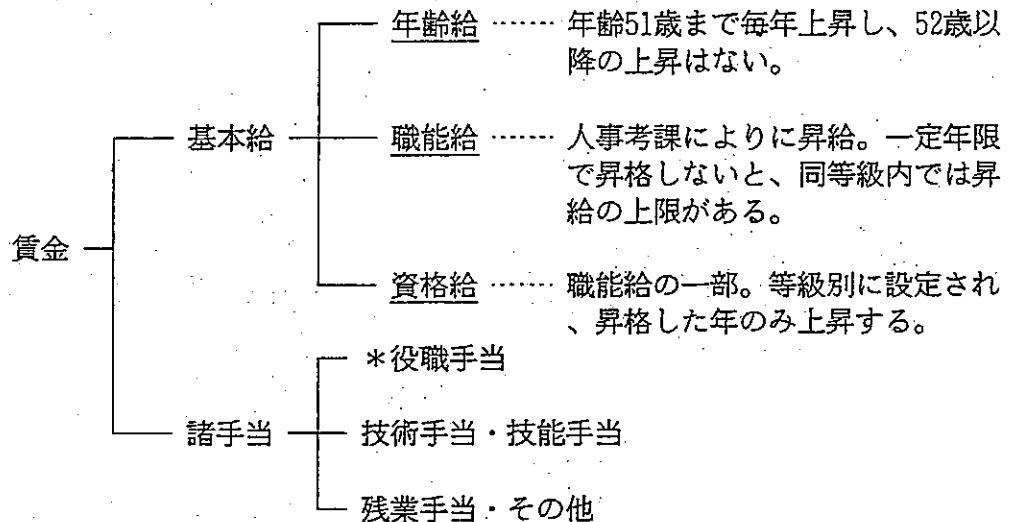 年齢給 ‥‥‥ 年齢51歳まで毎年上昇し、52歳以
降の上昇はない。
基本給
職能給 ‥‥‥ 人事考課によりに昇給。一定年限
で昇格しないと、同等級内では昇
給の上限がある。
賃金
資格給 ‥‥‥ 職能給の一部。等級別に設定され
、昇格した年のみ上昇する。
＊役職手当
諸手当
技術手当・技能手当
残業手当・その他